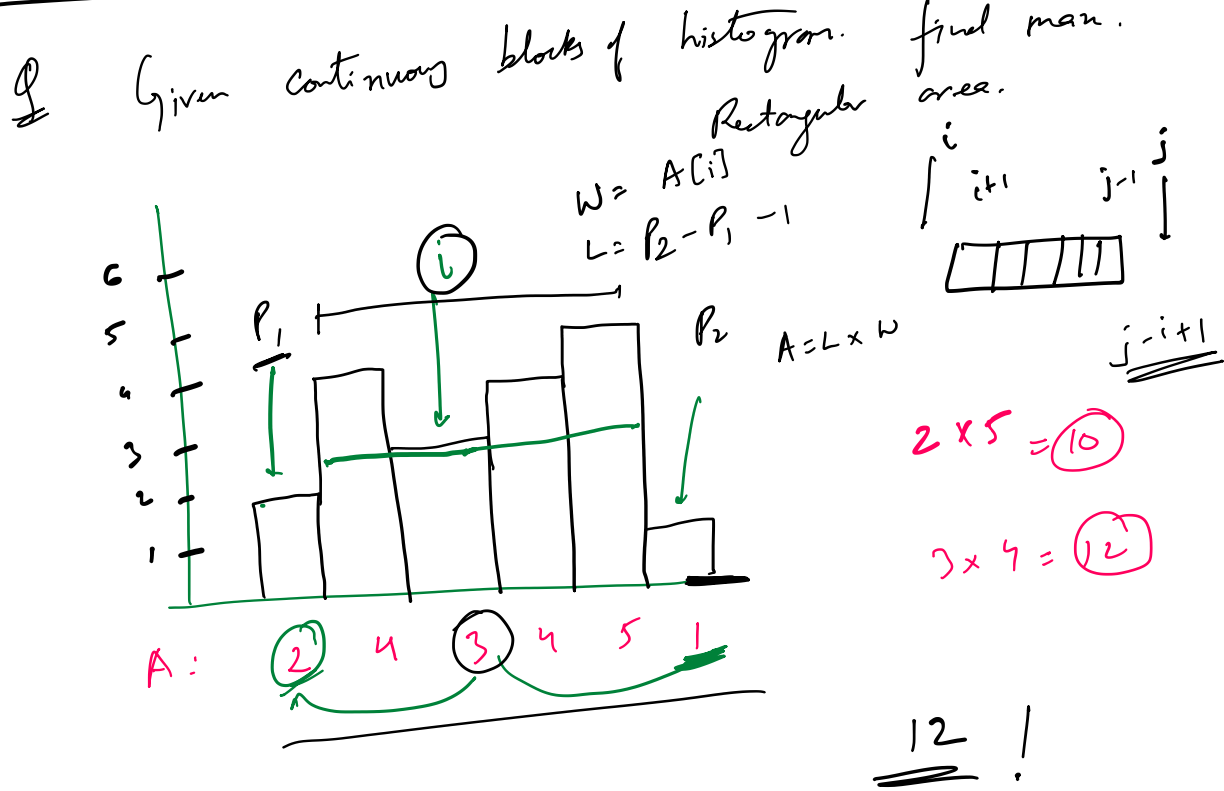 Q Given continuous blocks of histogram. find max.
Rectangular area.
W = A[i]
L = P2 - P1 - 1
A = L x W
i j
i+1 j-1
j-i+1
i
P1
P2
6
5
4
3
2
1
2 x 5 = 10
3 x 4 = 12
A: 2 4 3 4 5 1
12 !